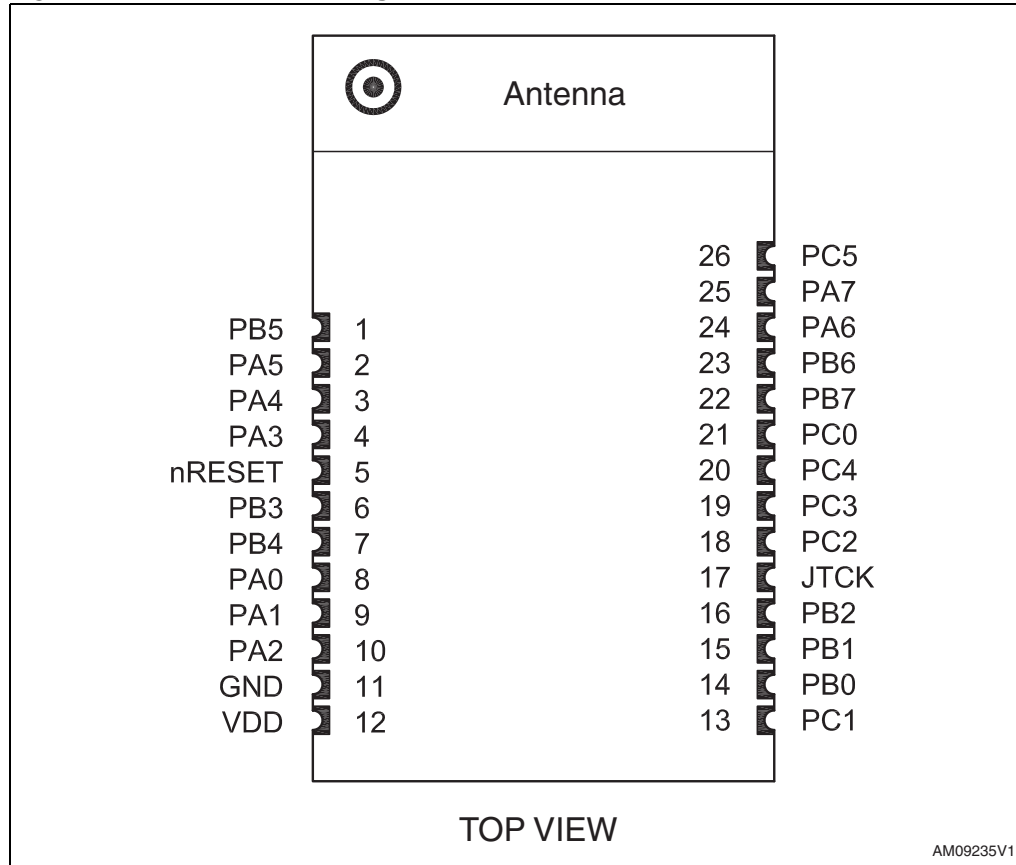 Antenna
26 PC5
25 PA7
PB5 1 24 PA6
PA5 2 23 PB6
PA4 3 22 PB7
PA3 4 21 PC0
nRESET 5 20 PC4
PB3 6 19 PC3
PB4 7 18 PC2
PA0 8 17 JTCK
PA1 9 16 PB2
PA2 10 15 PB1
GND 11 14 PB0
VDD 12 13 PC1
TOP VIEW
AM09235V1